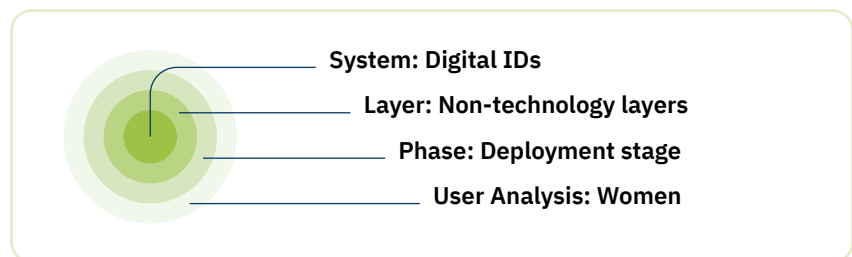 System: Digital IDs
Layer: Non-technology layers
Phase: Deployment stage
User Analysis: Women